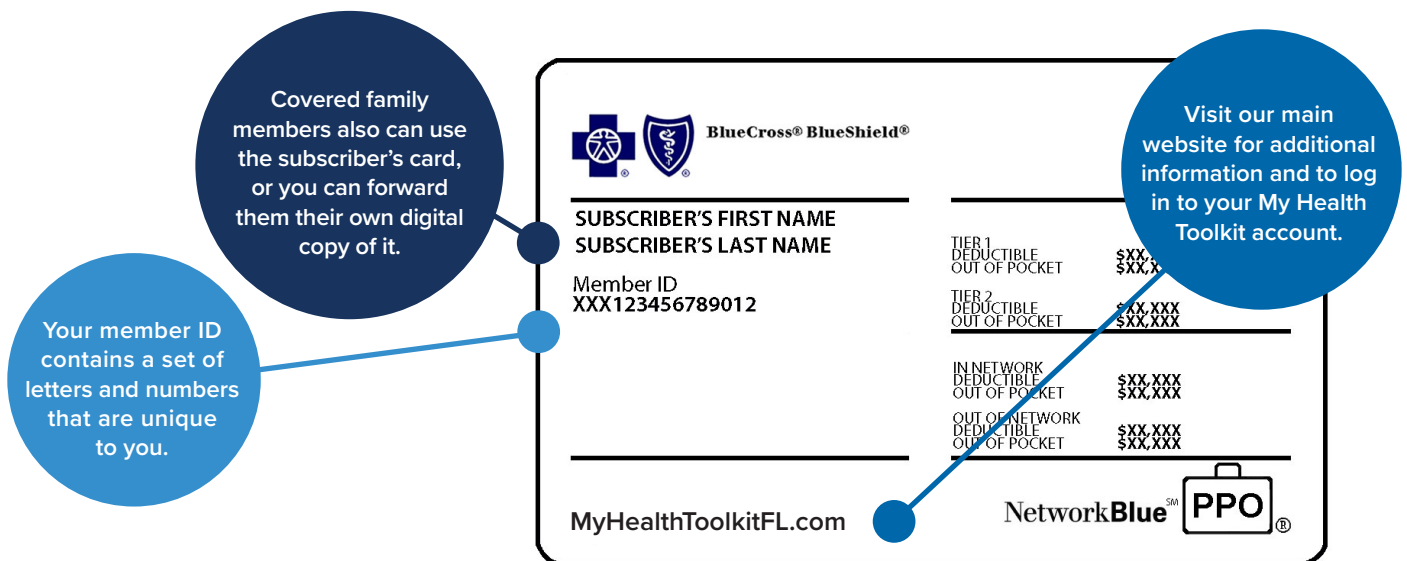 Covered family
members also can use
the subscriber's card,
or you can forward
them their own digital
copy of it.
Your member ID
contains a set of
letters and numbers
that are unique
to you.
BlueCross® BlueShield®
SUBSCRIBER'S FIRST NAME
SUBSCRIBER'S LAST NAME
Member ID
XXX123456789012
MyHealthToolkitFL.com
Visit our main
website for additional
information and to log
in to your My Health
Toolkit account.
TIER 1
DEDUCTIBLE $XX,
OUT OF POCKET $XX,X
TIER 2
DEDUCTIBLE $XX,XXX
OUT OF POCKET $XX,XXX
IN NETWORK
DEDUCTIBLE $XX,XXX
OUT OF POCKET $XX,XXX
OUT OF NETWORK
DEDUCTIBLE $XX,XXX
OUT OF POCKET $XX,XXX
NetworkBlue℠ PPO ®